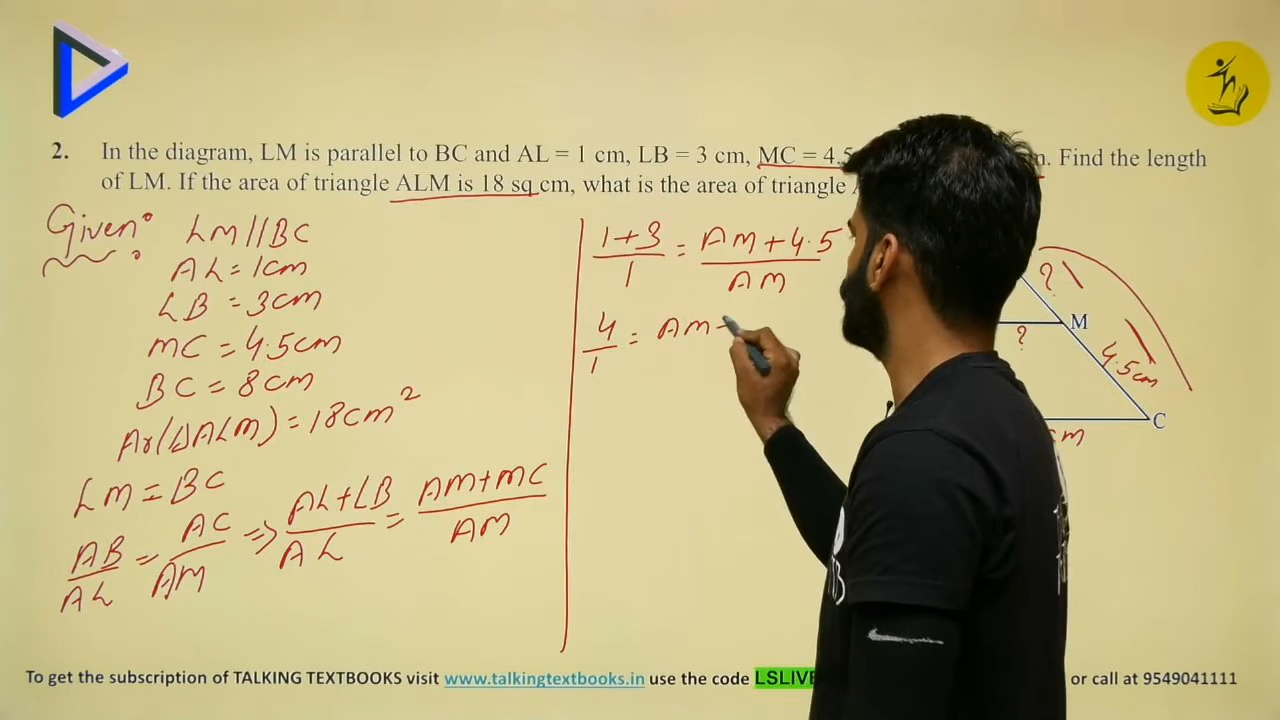 2. In the diagram, LM is parallel to BC and AL = 1 cm, LB = 3 cm, MC = 4.5 . Find the length
of LM. If the area of triangle ALM is 18 sq cm, what is the area of triangle
Given: LM || BC
AL = 1cm
LB = 3cm
MC = 4.5cm
BC = 8cm
Ar(△ALM) = 18cm²
LM = BC
AB/AL = AC/AM => AL+LB/AL = AM+MC/AM
1+3/1 = AM+4.5/AM
4/1 = AM
?
M
?
4.5cm
C
cm
To get the subscription of TALKING TEXTBOOKS visit www.talkingtextbooks.in use the code LSLIVE or call at 9549041111